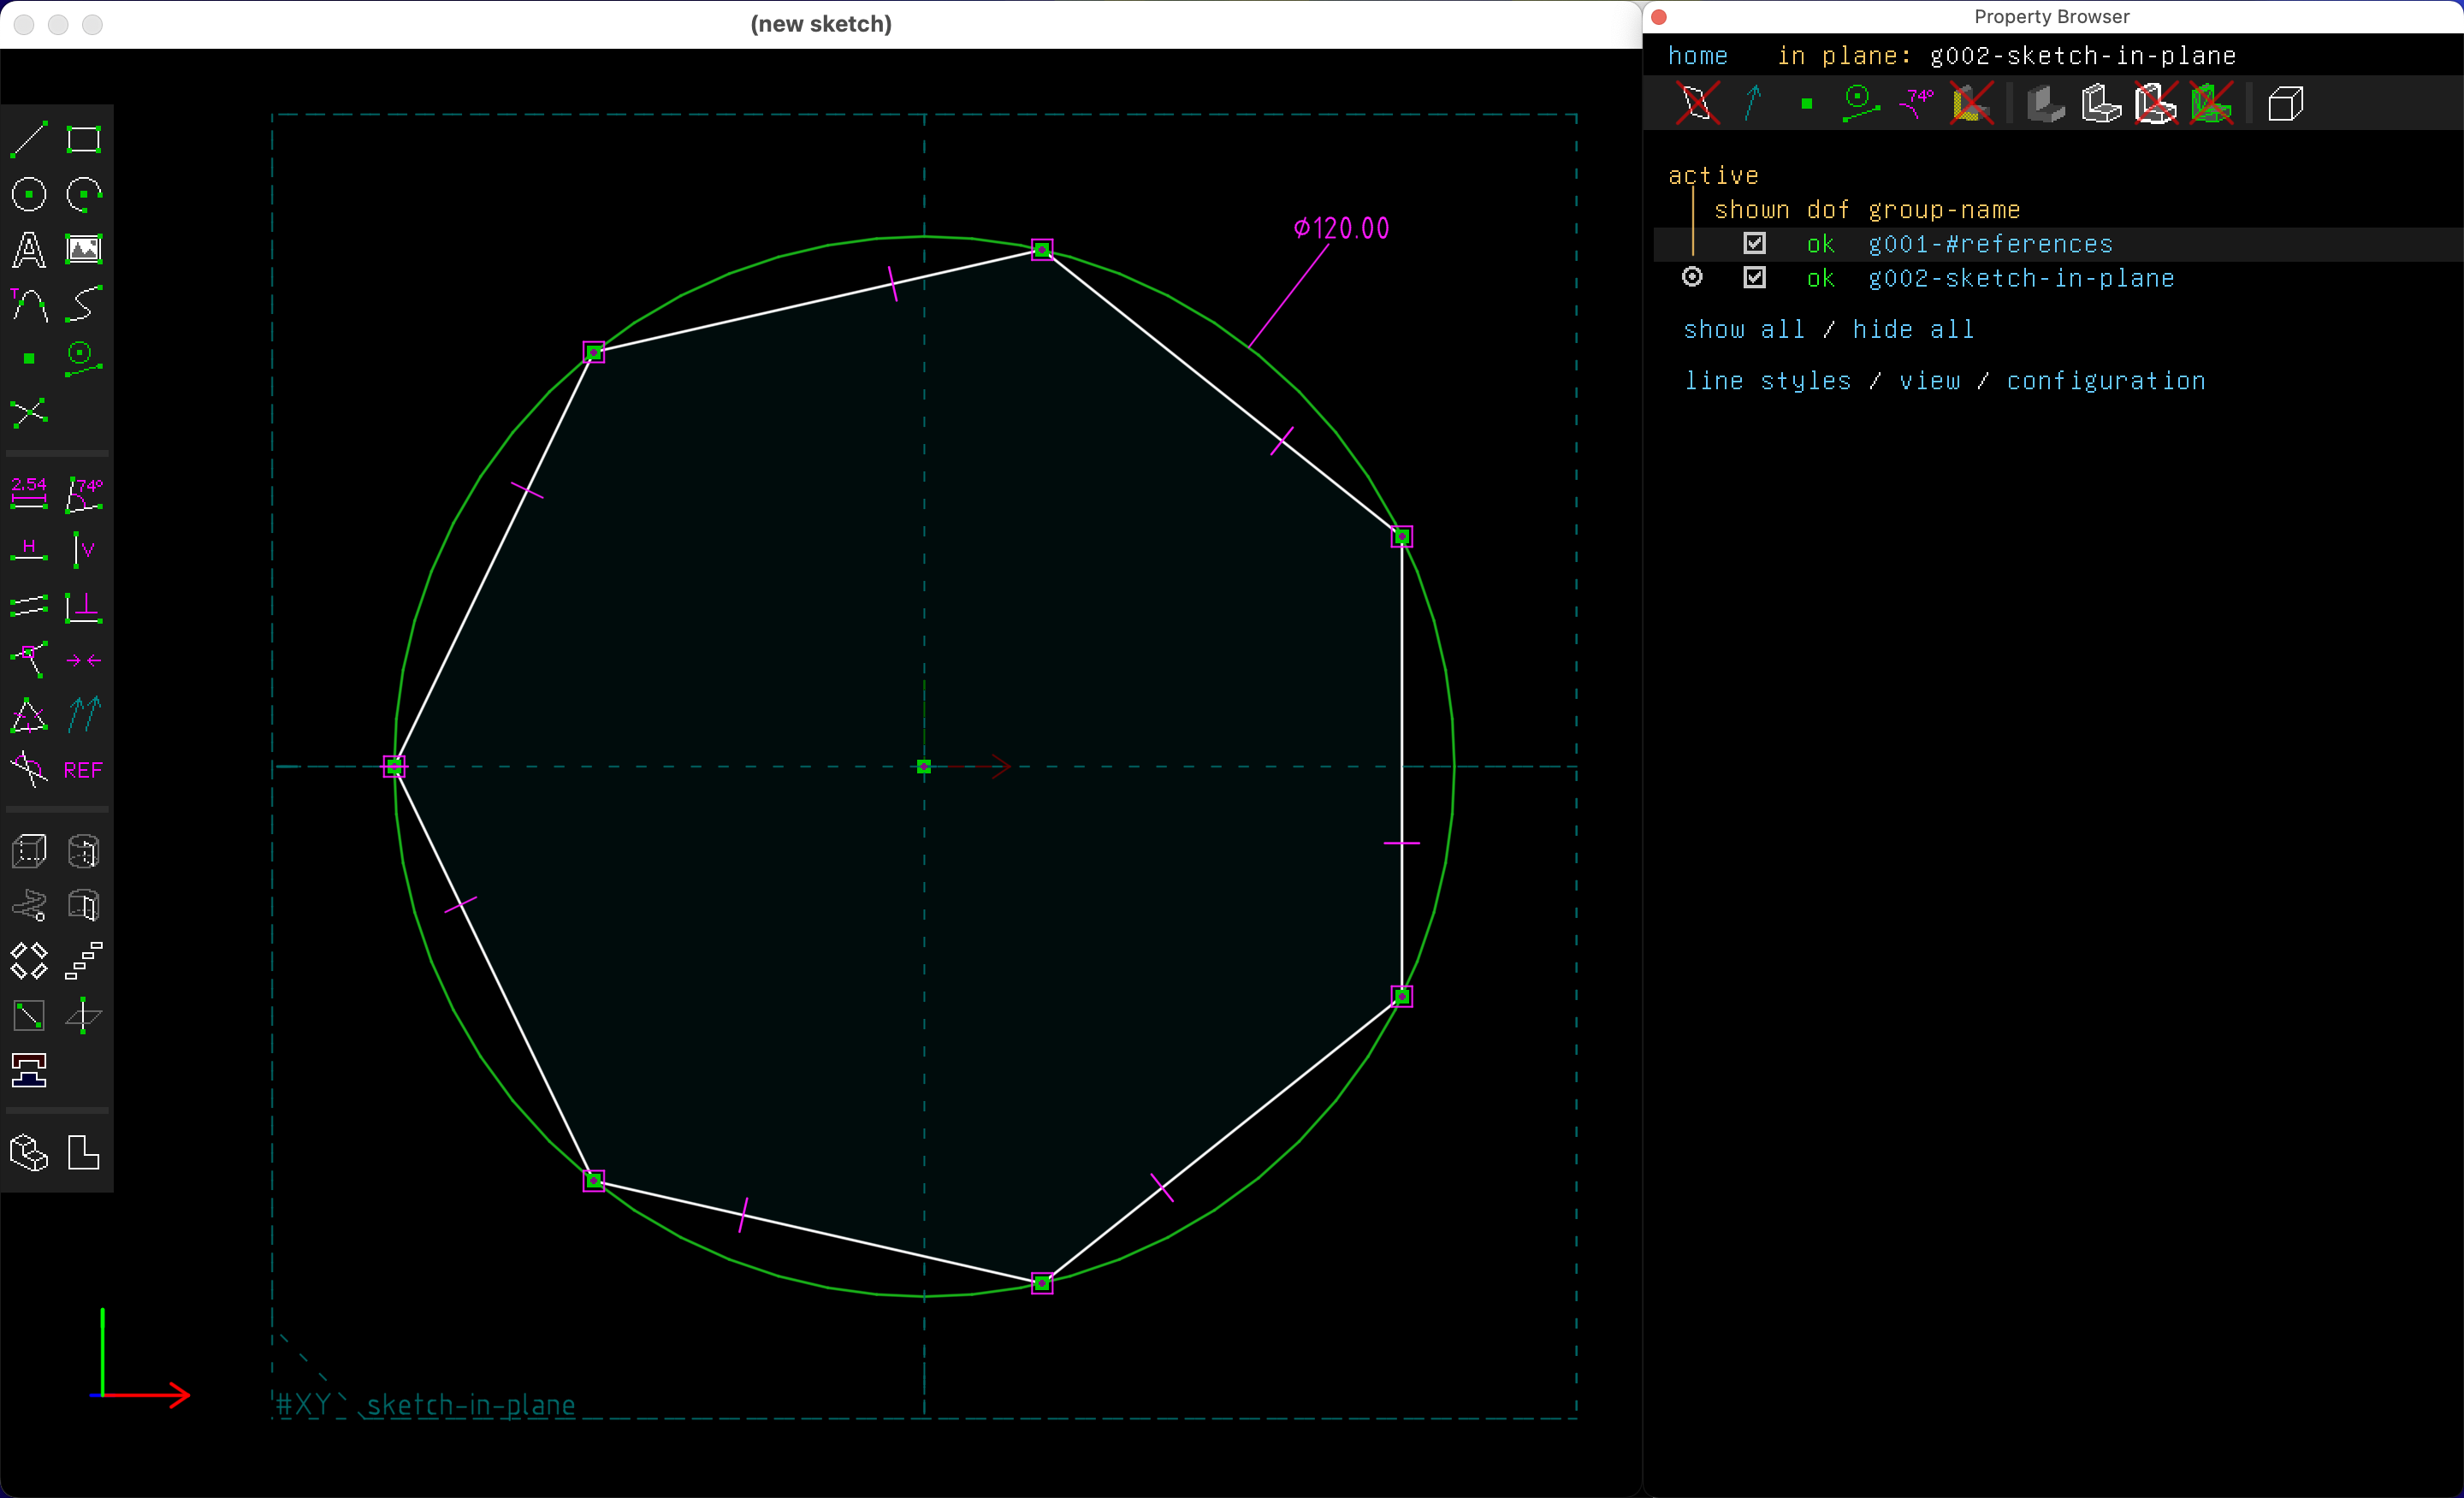 (new sketch)
⌀120.00
2.54
74°
H
V
T
REF
#XY
sketch-in-plane
Property Browser
home in plane: g002-sketch-in-plane
74°
active
shown dof group-name
ok g001-#references
ok g002-sketch-in-plane
show all / hide all
line styles / view / configuration